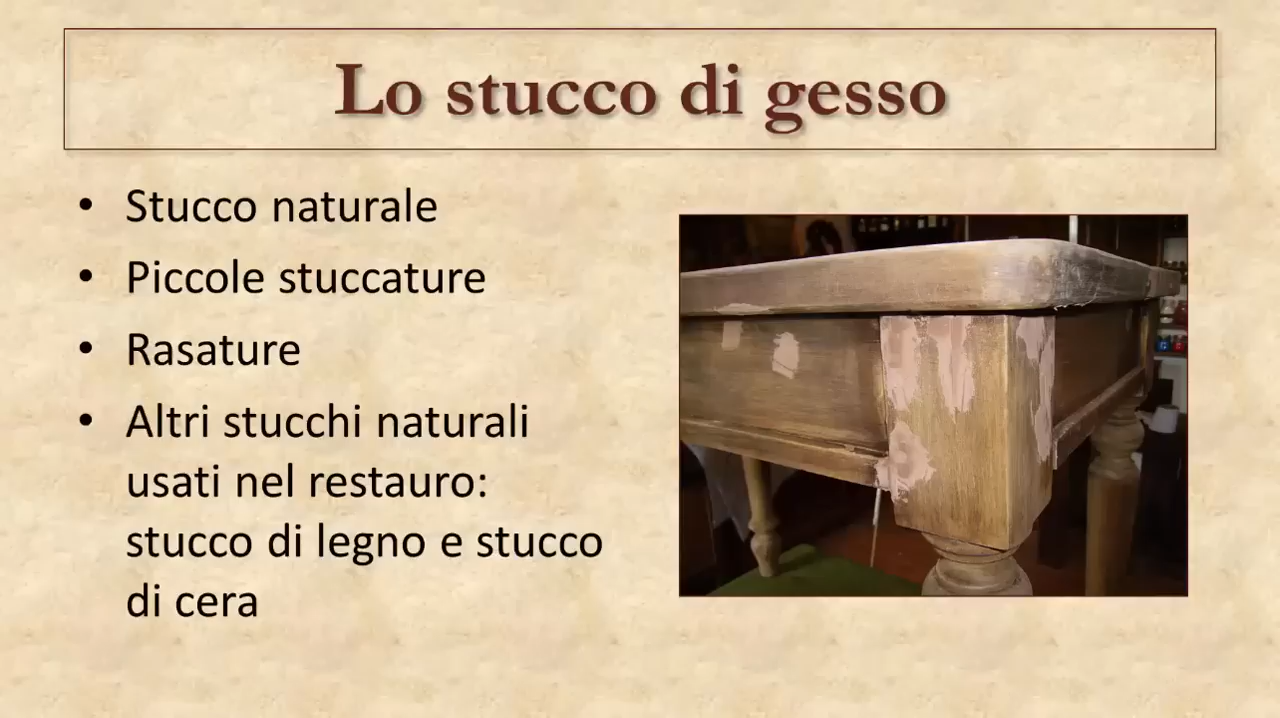 Lo stucco di gesso
• Stucco naturale
• Piccole stuccature
• Rasature
• Altri stucchi naturali
usati nel restauro:
stucco di legno e stucco
di cera